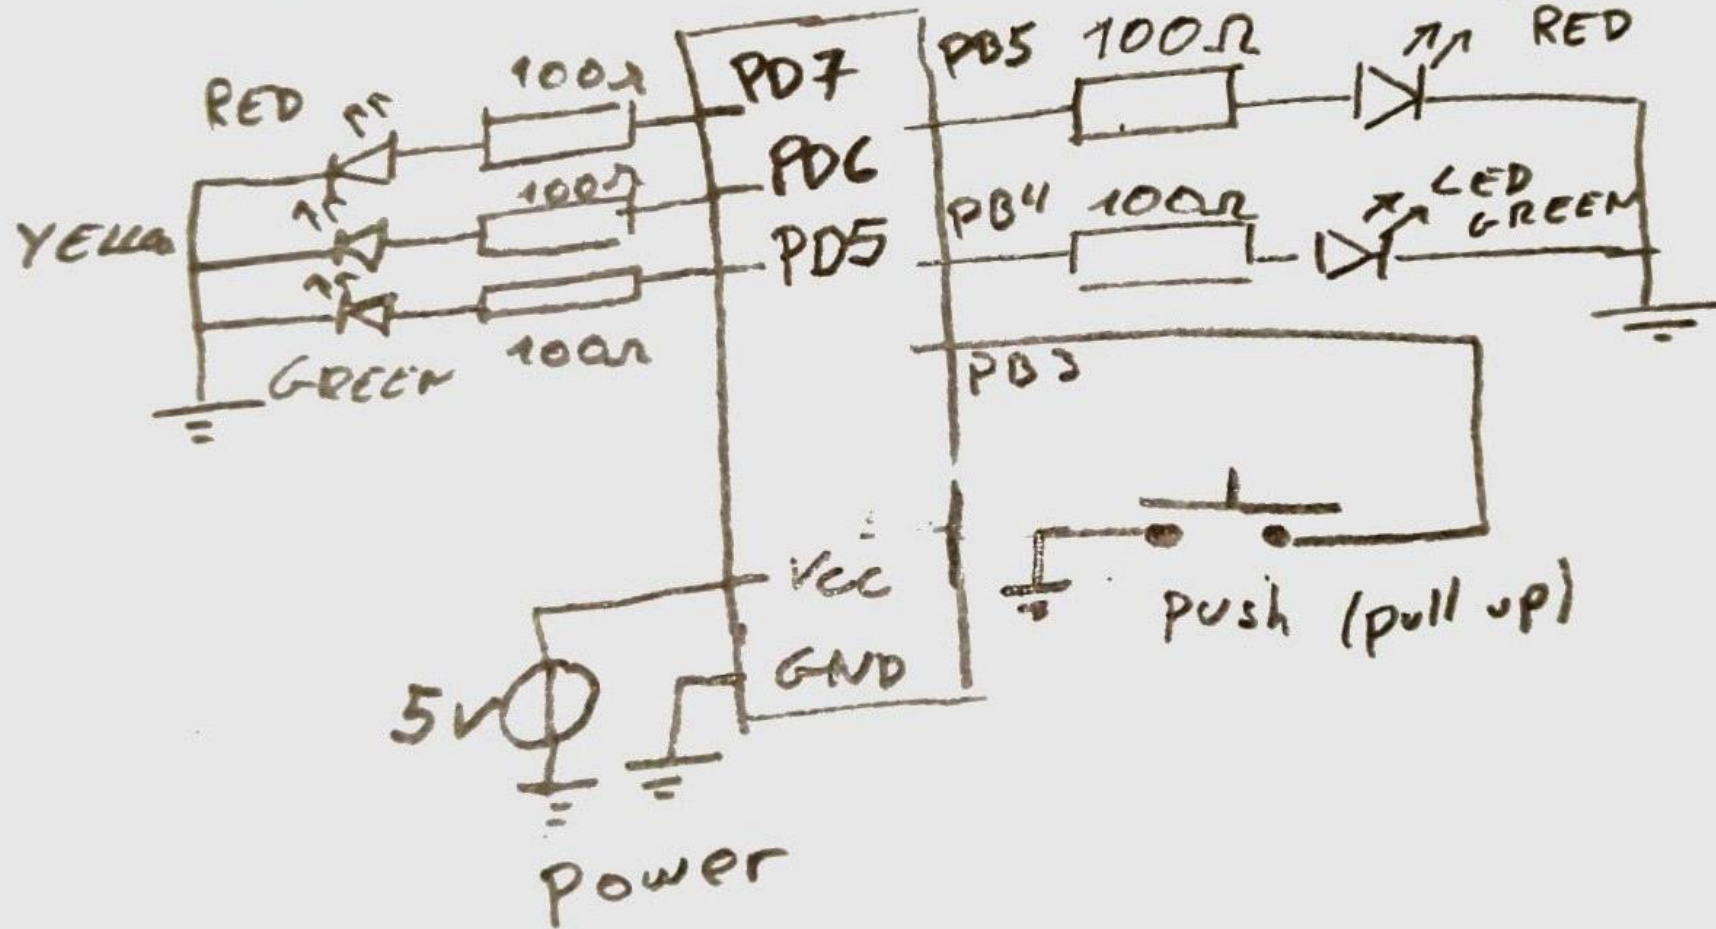 RED
100Ω
PD7
PB5
100Ω
RED
100Ω
PD6
PB4
100Ω
LED
GREEN
YELLOW
PD5
GREEN
100Ω
PB3
Vcc
push (pull up)
GND
5v
power